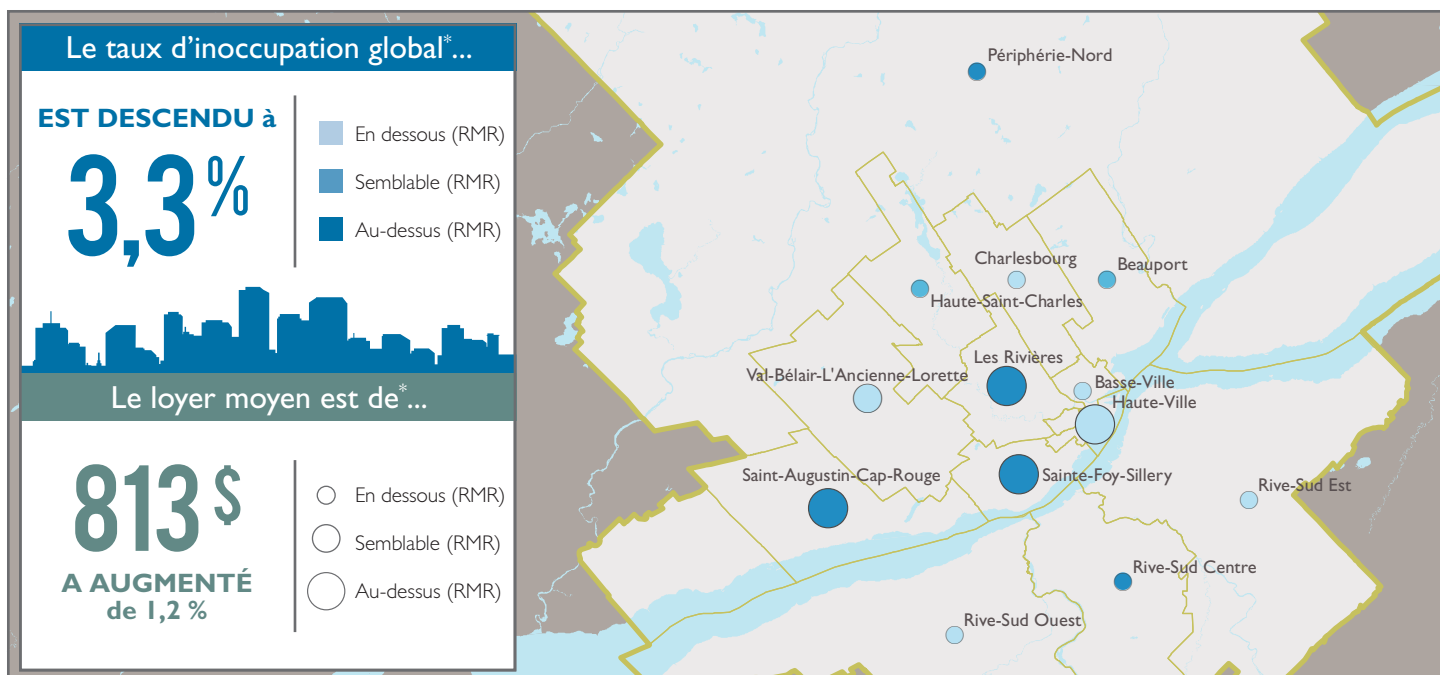 Le taux d'inoccupation global*...
EST DESCENDU à
3,3 %
En dessous (RMR)
Semblable (RMR)
Au-dessus (RMR)
Le loyer moyen est de*...
813 $
A AUGMENTÉ
de 1,2 %
En dessous (RMR)
Semblable (RMR)
Au-dessus (RMR)
Périphérie-Nord
Charlesbourg
Beauport
Haute-Saint-Charles
Les Rivières
Val-Bélair-L'Ancienne-Lorette
Basse-Ville
Haute-Ville
Saint-Augustin-Cap-Rouge
Sainte-Foy-Sillery
Rive-Sud Est
Rive-Sud Centre
Rive-Sud Ouest